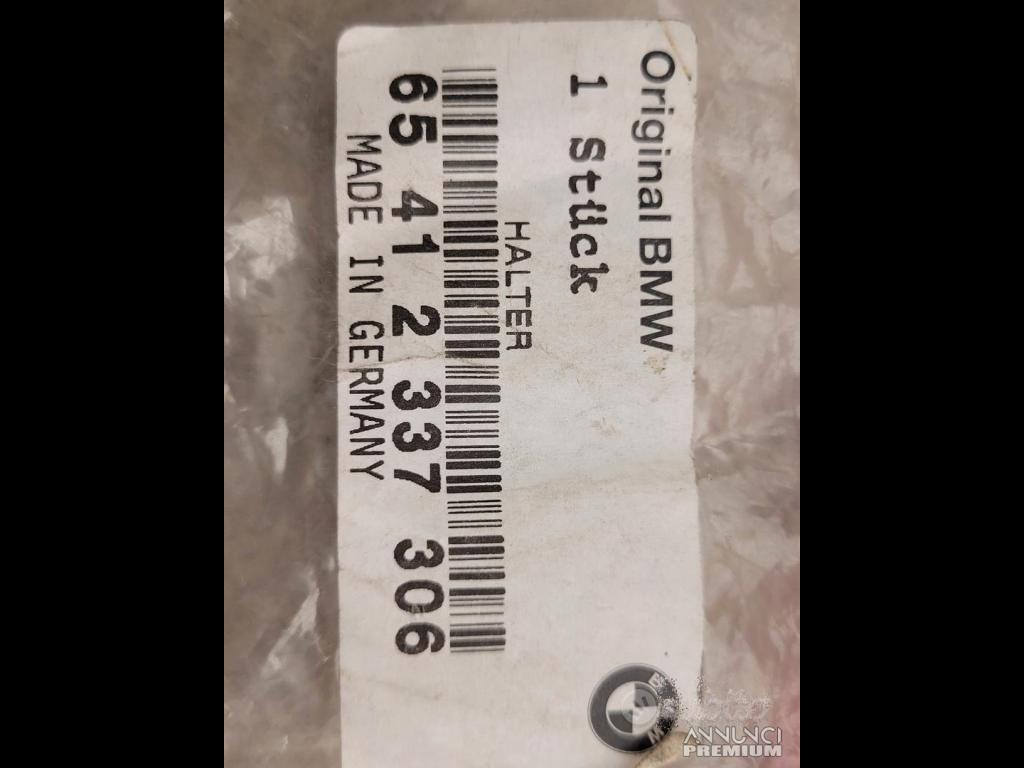 Original BMW
1 Stück
HALTER
65 41 2 337 306
MADE IN GERMANY
ANNUNCI
PREMIUM